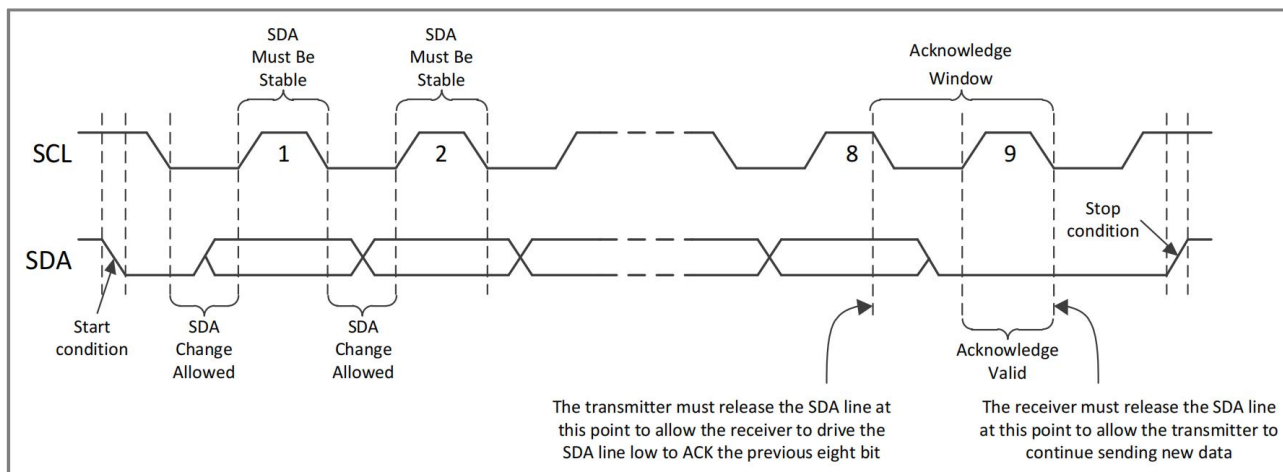 SDA
Must Be
Stable
SDA
Must Be
Stable
Acknowledge
Window
SCL
1
2
8
9
Stop
condition
SDA
Start
condition
SDA
Change
Allowed
SDA
Change
Allowed
Acknowledge
Valid
The transmitter must release the SDA line at
this point to allow the receiver to drive the
SDA line low to ACK the previous eight bit
The receiver must release the SDA line
at this point to allow the transmitter to
continue sending new data